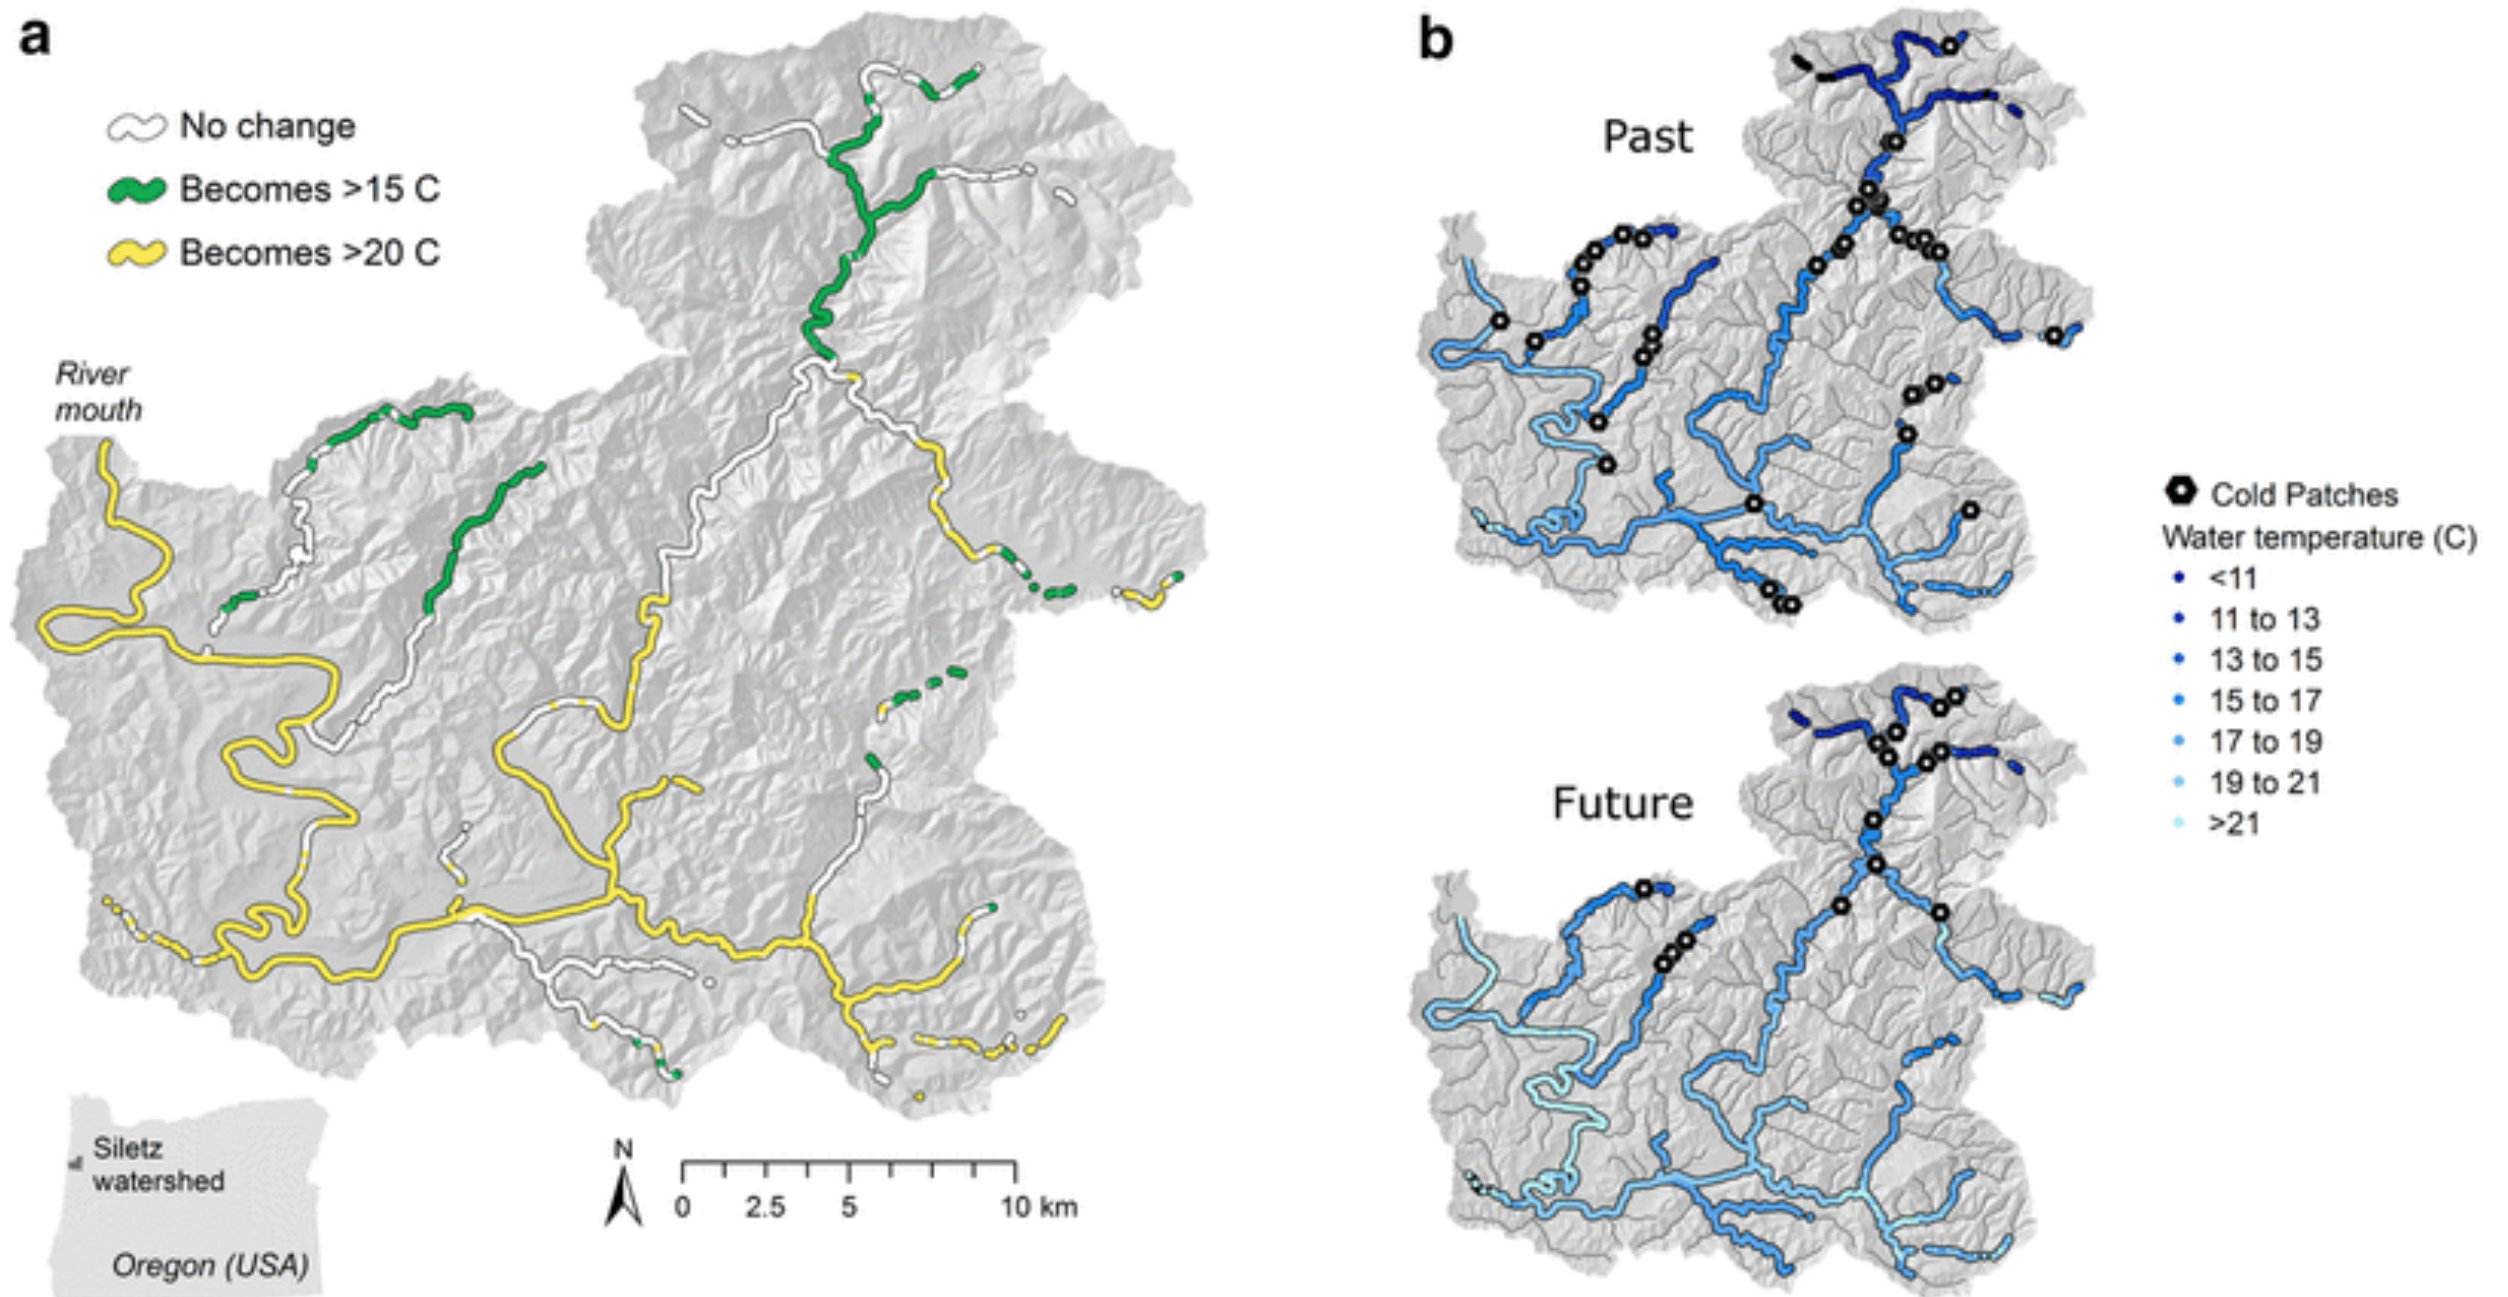 a
No change
Becomes >15 C
Becomes >20 C
River
mouth
Siletz
watershed
Oregon (USA)
N
0 2.5 5 10 km
b
Past
Future
Cold Patches
Water temperature (C)
<11
11 to 13
13 to 15
15 to 17
17 to 19
19 to 21
>21